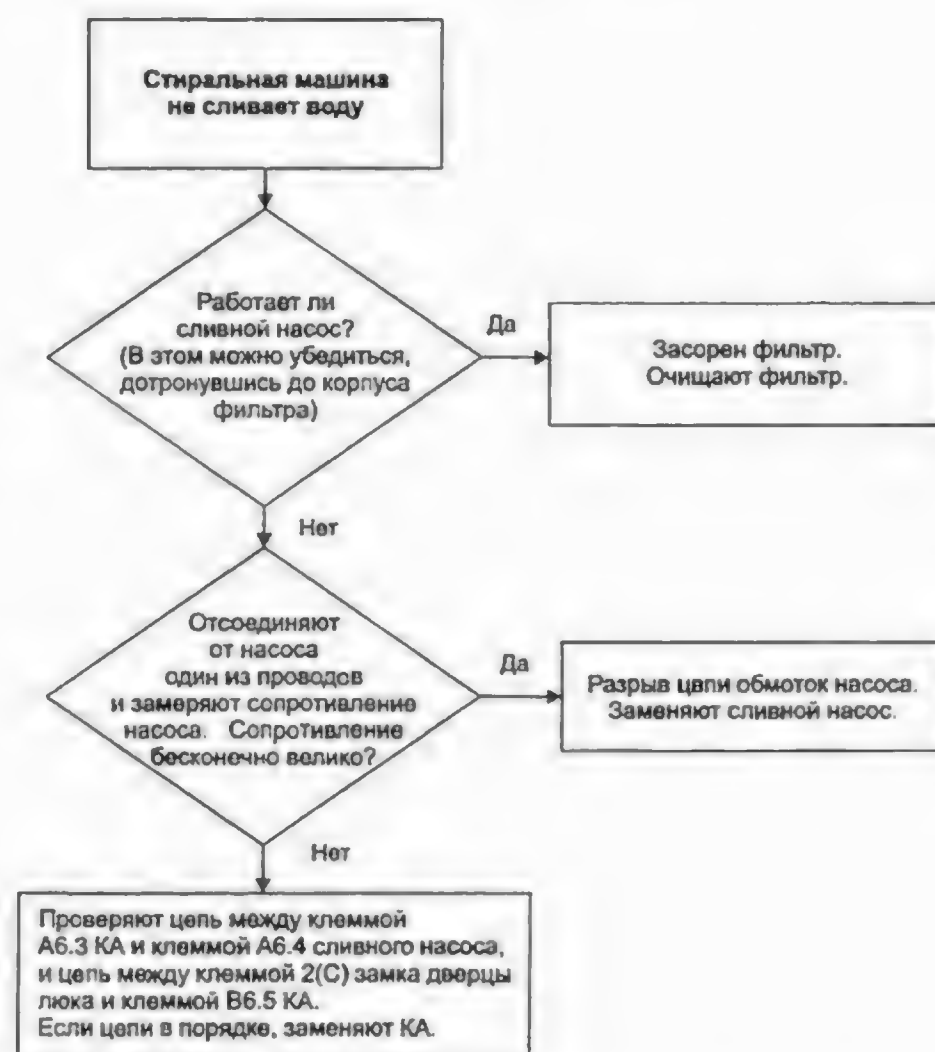 Стиральная машина
не сливает воду
Работает ли
сливной насос?
(В этом можно убедиться,
дотронувшись до корпуса
фильтра)
Да
Засорен фильтр.
Очищают фильтр.
Нет
Отсоединяют
от насоса
один из проводов
и замеряют сопротивление
насоса. Сопротивление
бесконечно велико?
Да
Разрыв цепи обмоток насоса.
Заменяют сливной насос.
Нет
Проверяют цепь между клеммой
А6.3 КА и клеммой А6.4 сливного насоса,
и цепь между клеммой 2(С) замка дверцы
люка и клеммой В6.5 КА.
Если цепи в порядке, заменяют КА.